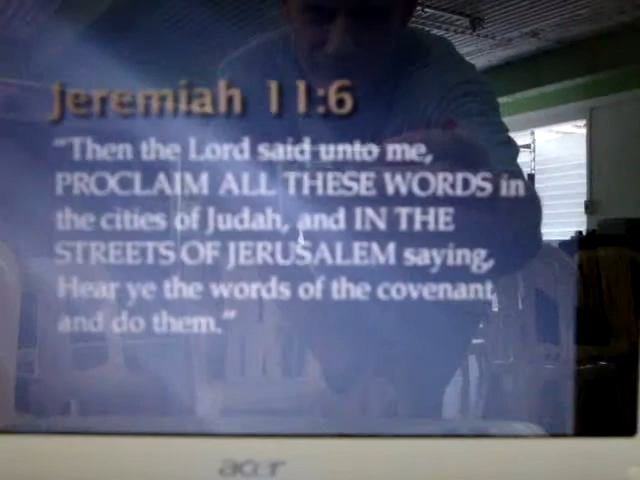 Jeremiah 11:6
"Then the Lord said unto me,
PROCLAIM ALL THESE WORDS in
the cities of Judah, and IN THE
STREETS OF JERUSALEM saying,
Hear ye the words of the covenant,
and do them."
acer